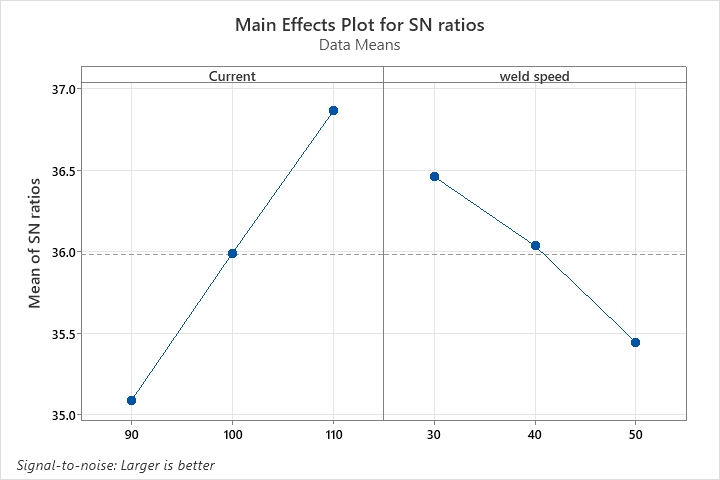 Main Effects Plot for SN ratios
Data Means
Current weld speed
Mean of SN ratios
37.0
36.5
36.0
35.5
35.0
90 100 110 30 40 50
Signal-to-noise: Larger is better